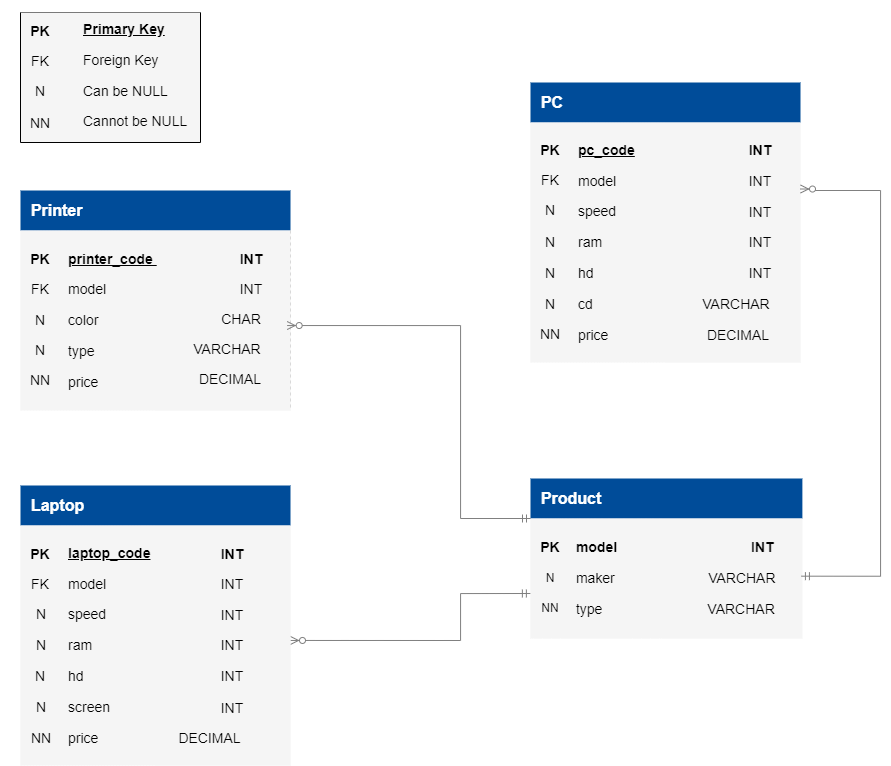 PK Primary Key
FK Foreign Key
N Can be NULL
NN Cannot be NULL
Printer
PK printer_code INT
FK model INT
N color CHAR
N type VARCHAR
NN price DECIMAL
PC
PK pc_code INT
FK model INT
N speed INT
N ram INT
N hd INT
N cd VARCHAR
NN price DECIMAL
Laptop
PK laptop_code INT
FK model INT
N speed INT
N ram INT
N hd INT
N screen INT
NN price DECIMAL
Product
PK model INT
N maker VARCHAR
NN type VARCHAR